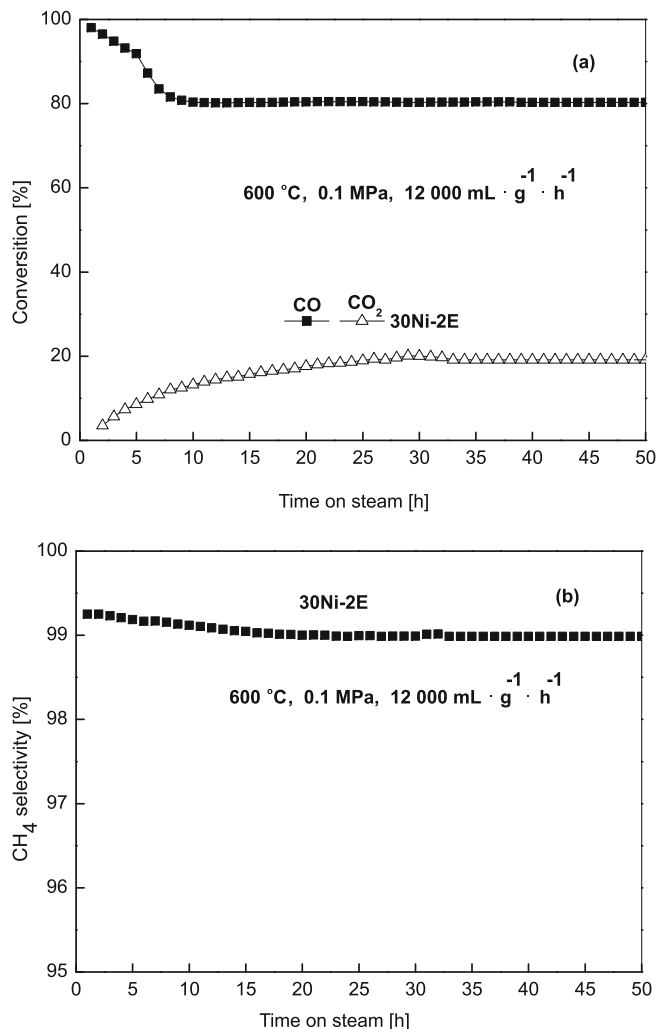 100
(a)
80
60
600 °C, 0.1 MPa, 12 000 mL · g⁻¹ · h⁻¹
40
CO CO₂
30Ni-2E
20
0
0 5 10 15 20 25 30 35 40 45 50
Conversition [%]
Time on steam [h]
100
30Ni-2E (b)
99
600 °C, 0.1 MPa, 12 000 mL · g⁻¹ · h⁻¹
98
97
96
95
0 5 10 15 20 25 30 35 40 45 50
CH₄ selectivity [%]
Time on steam [h]